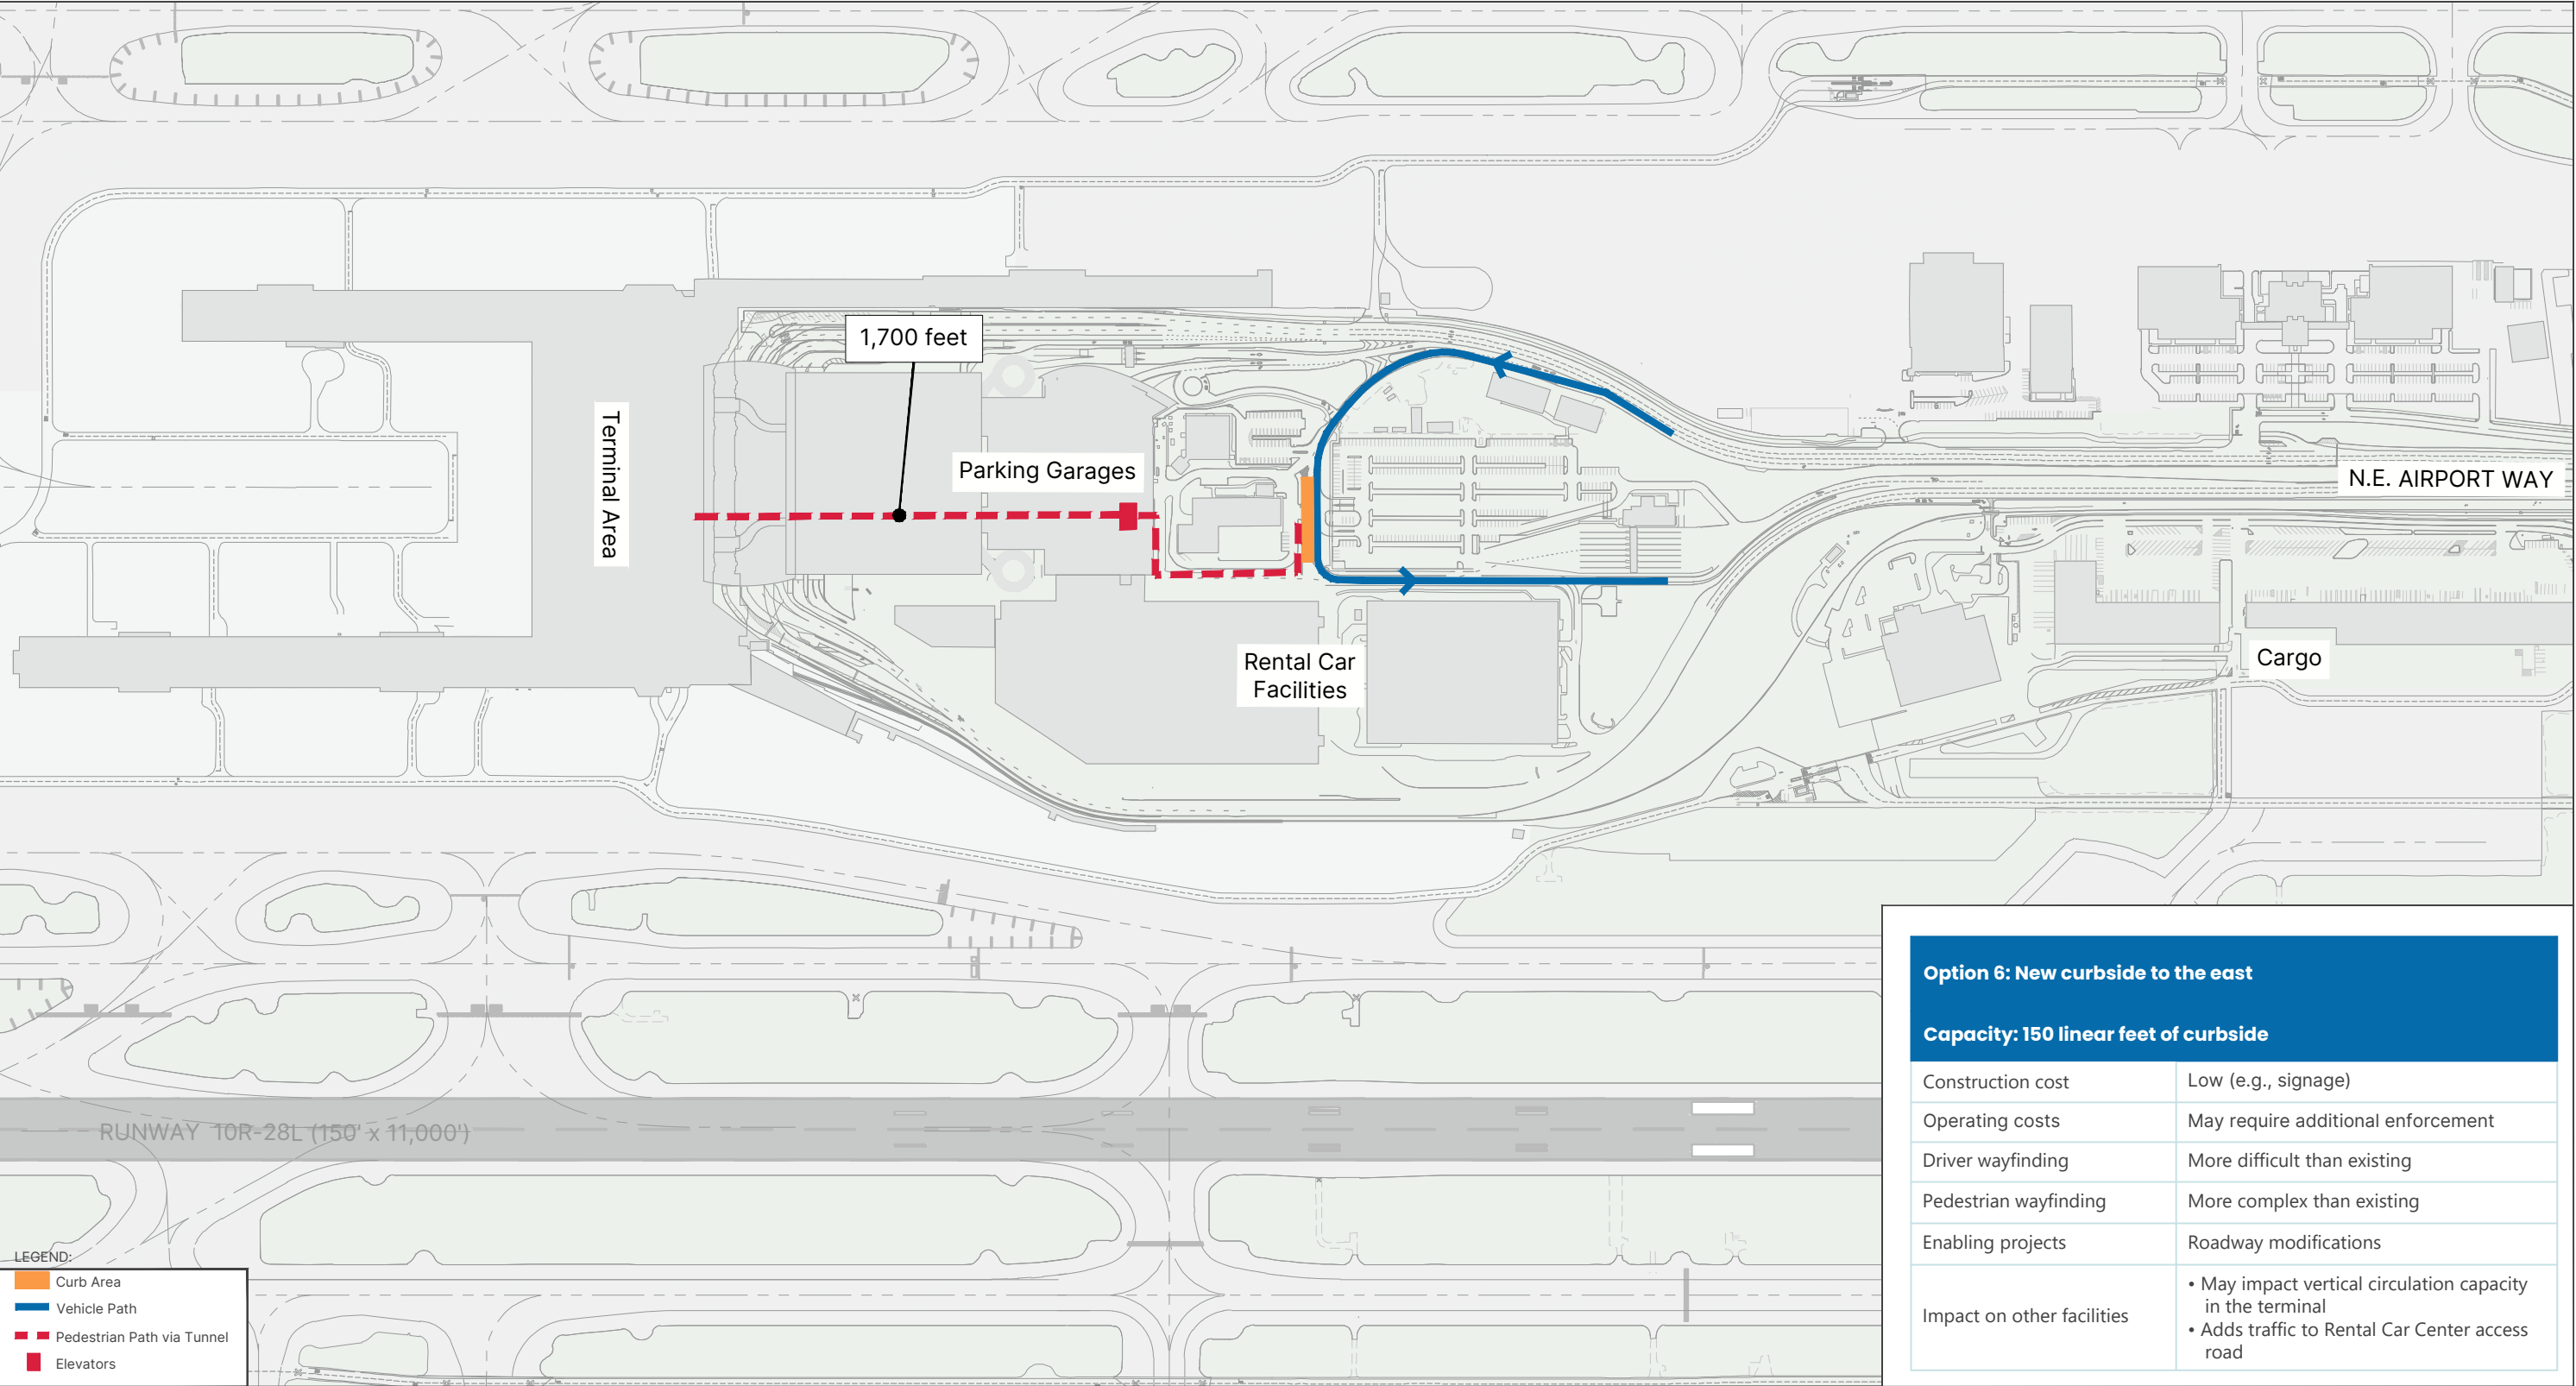 1,700 feet
Terminal Area
Parking Garages
N.E. AIRPORT WAY
Rental Car
Facilities
Cargo
RUNWAY 10R-28L (150' x 11,000')
LEGEND:
Curb Area
Vehicle Path
Pedestrian Path via Tunnel
Elevators
Option 6: New curbside to the east
Capacity: 150 linear feet of curbside
Construction cost
Low (e.g., signage)
Operating costs
May require additional enforcement
Driver wayfinding
More difficult than existing
Pedestrian wayfinding
More complex than existing
Enabling projects
Roadway modifications
Impact on other facilities
• May impact vertical circulation capacity
in the terminal
• Adds traffic to Rental Car Center access
road